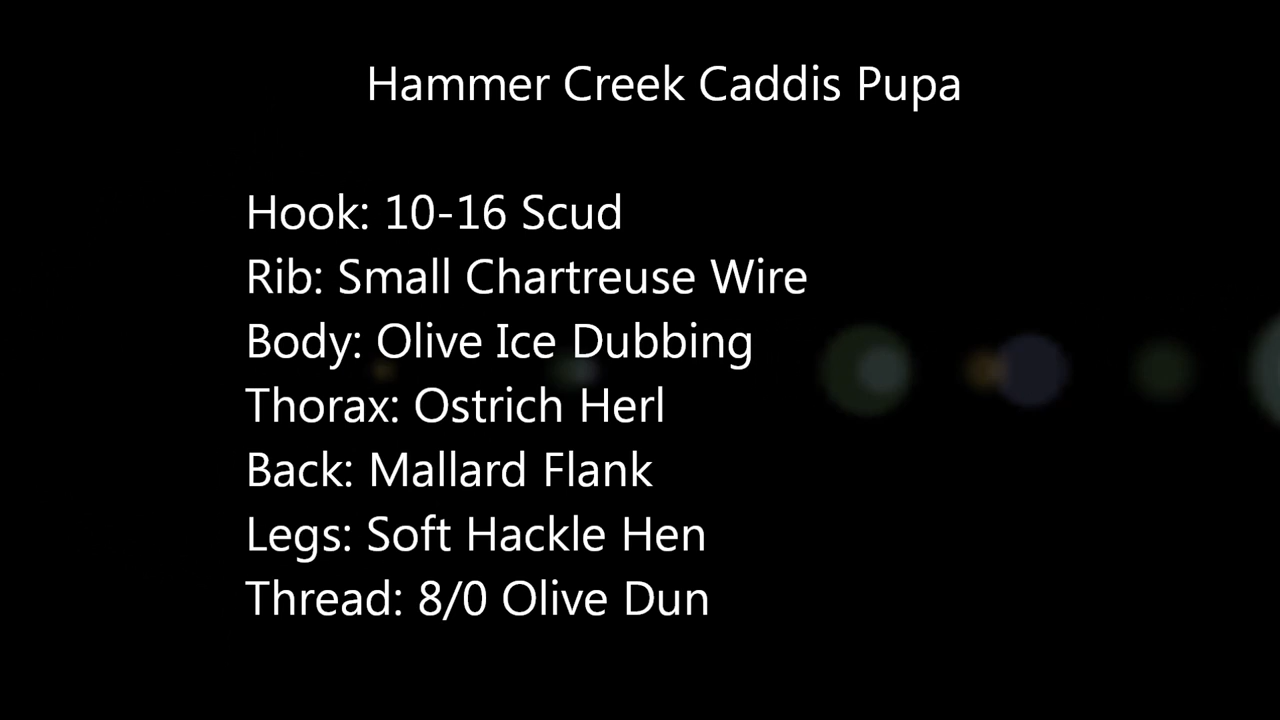 Hammer Creek Caddis Pupa
Hook: 10-16 Scud
Rib: Small Chartreuse Wire
Body: Olive Ice Dubbing
Thorax: Ostrich Herl
Back: Mallard Flank
Legs: Soft Hackle Hen
Thread: 8/0 Olive Dun